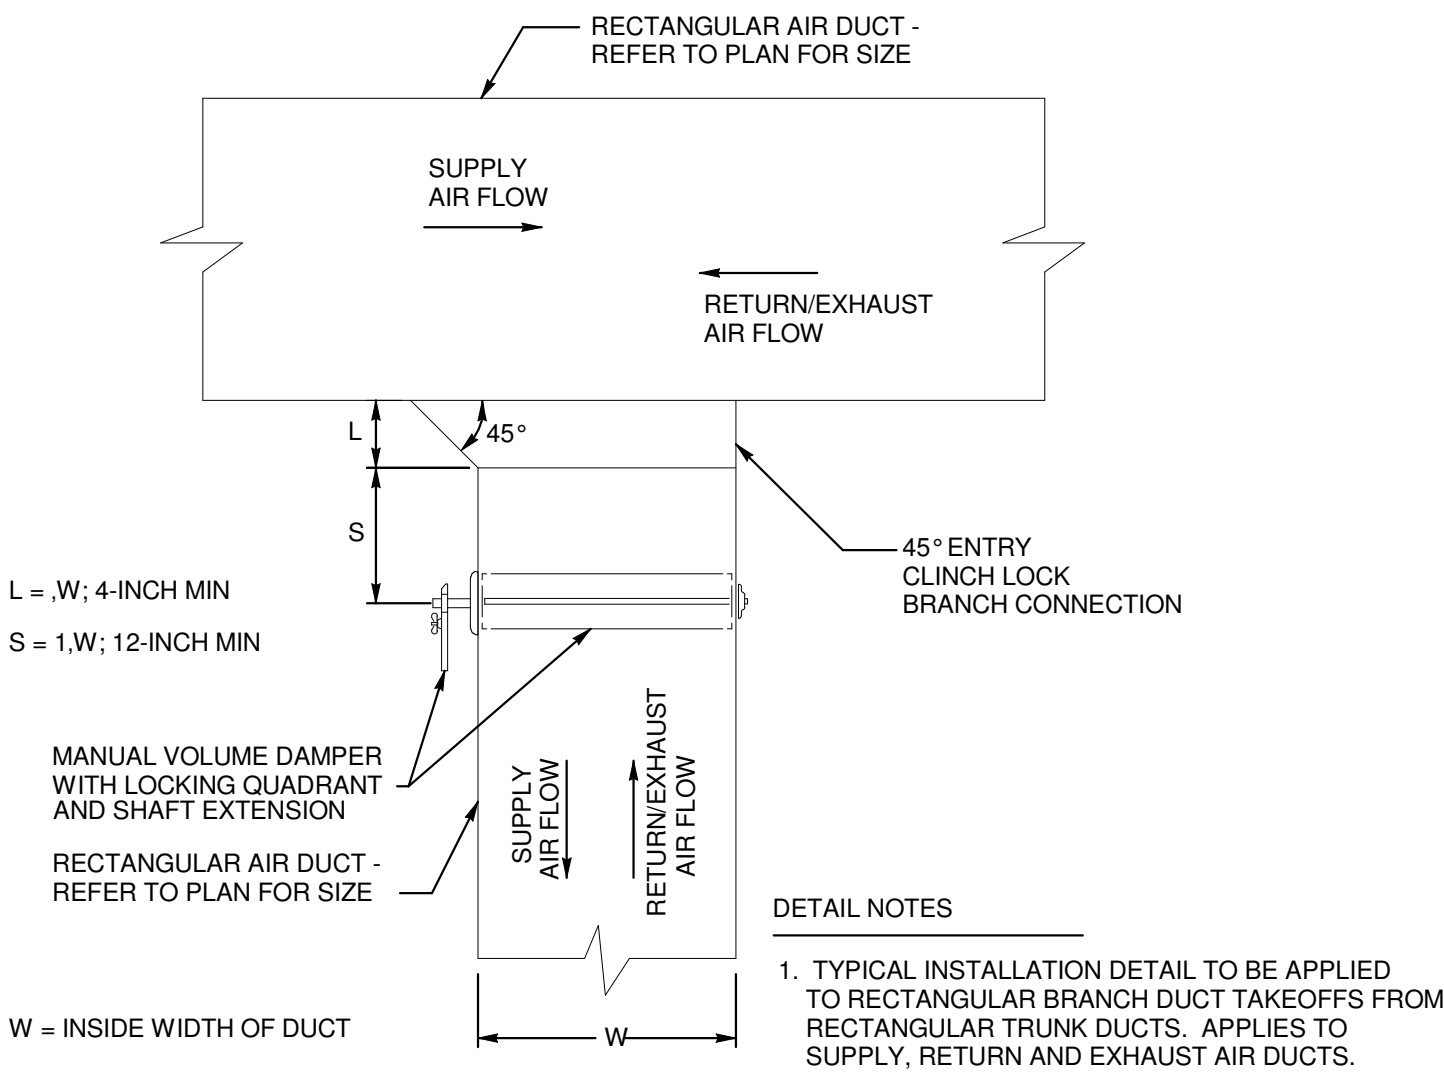 RECTANGULAR AIR DUCT -
REFER TO PLAN FOR SIZE
SUPPLY
AIR FLOW
RETURN/EXHAUST
AIR FLOW
L
45°
S
45° ENTRY
CLINCH LOCK
BRANCH CONNECTION
L = ,W; 4-INCH MIN
S = 1,W; 12-INCH MIN
MANUAL VOLUME DAMPER
WITH LOCKING QUADRANT
AND SHAFT EXTENSION
RECTANGULAR AIR DUCT -
REFER TO PLAN FOR SIZE
SUPPLY
AIR FLOW
RETURN/EXHAUST
AIR FLOW
W = INSIDE WIDTH OF DUCT
W
DETAIL NOTES
1. TYPICAL INSTALLATION DETAIL TO BE APPLIED
TO RECTANGULAR BRANCH DUCT TAKEOFFS FROM
RECTANGULAR TRUNK DUCTS. APPLIES TO
SUPPLY, RETURN AND EXHAUST AIR DUCTS.